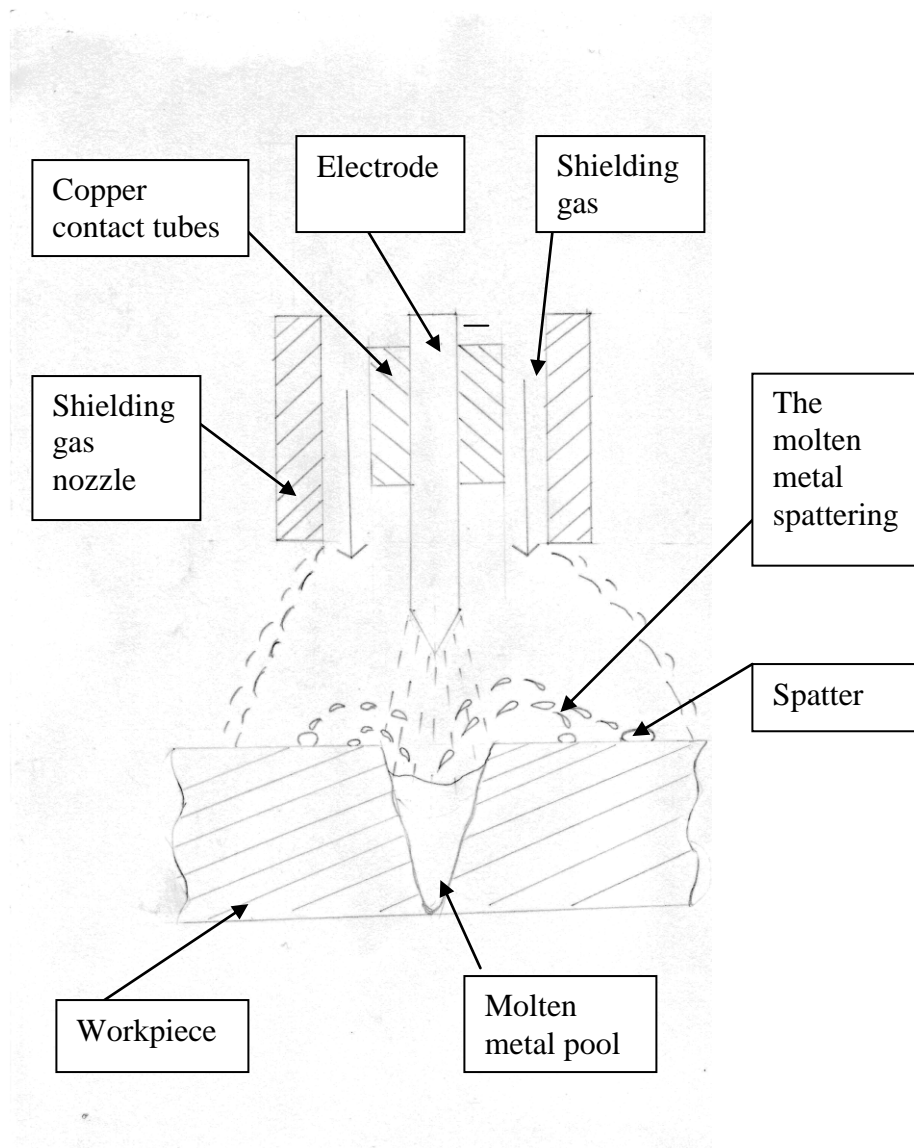 Electrode
Shielding
gas
Copper
contact tubes
Shielding
gas
nozzle
The
molten
metal
spattering
Spatter
Workpiece
Molten
metal pool